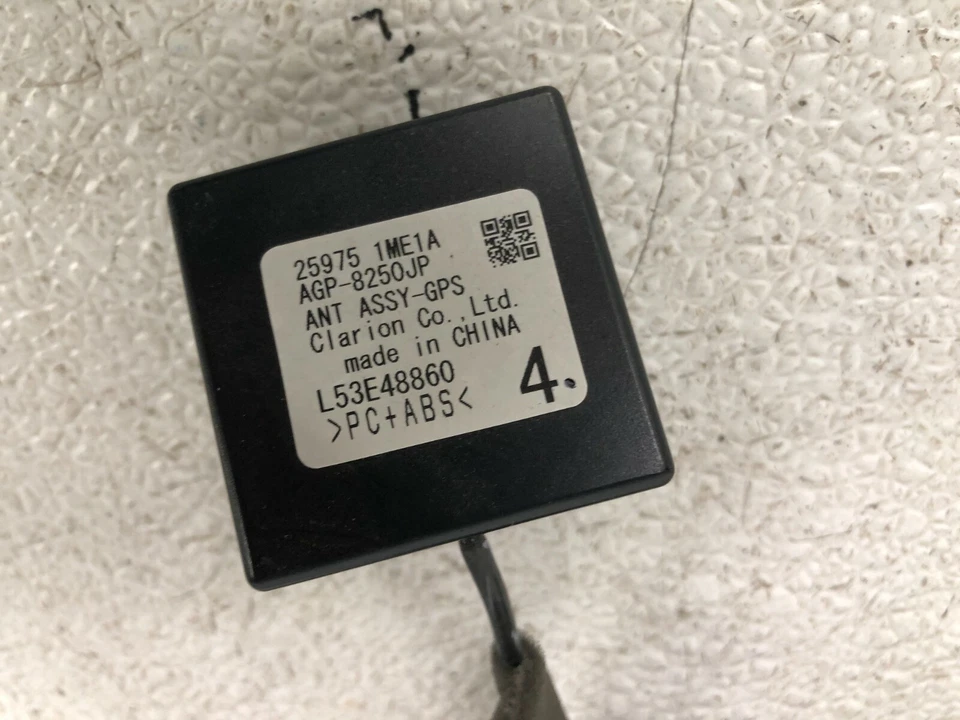 25975 1ME1A
AGP-8250JP
ANT ASSY-GPS
Clarion Co.,Ltd.
made in CHINA
L53E48860
>PC+ABS<
4.